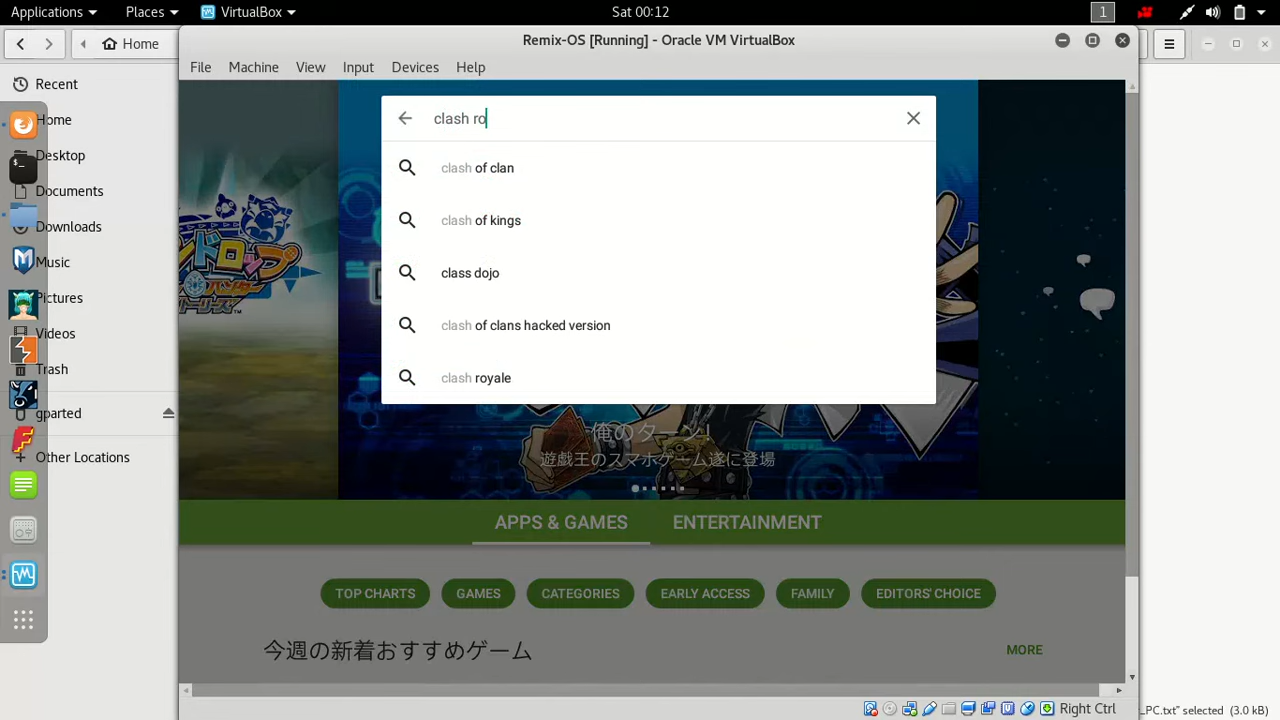 Applications
Places
VirtualBox
Sat 00:12
1
Home
Remix-OS [Running] - Oracle VM VirtualBox
File
Machine
View
Input
Devices
Help
Recent
Home
Desktop
Documents
Downloads
Music
Pictures
Videos
Trash
gparted
Other Locations
clash ro
clash of clan
clash of kings
class dojo
clash of clans hacked version
clash royale
俺のターン!
遊戯王のスマホゲーム遂に登場
APPS & GAMES
ENTERTAINMENT
TOP CHARTS
GAMES
CATEGORIES
EARLY ACCESS
FAMILY
EDITORS' CHOICE
今週の新着おすすめゲーム
MORE
Right Ctrl
_PC.txt" selected (3.0 kB)